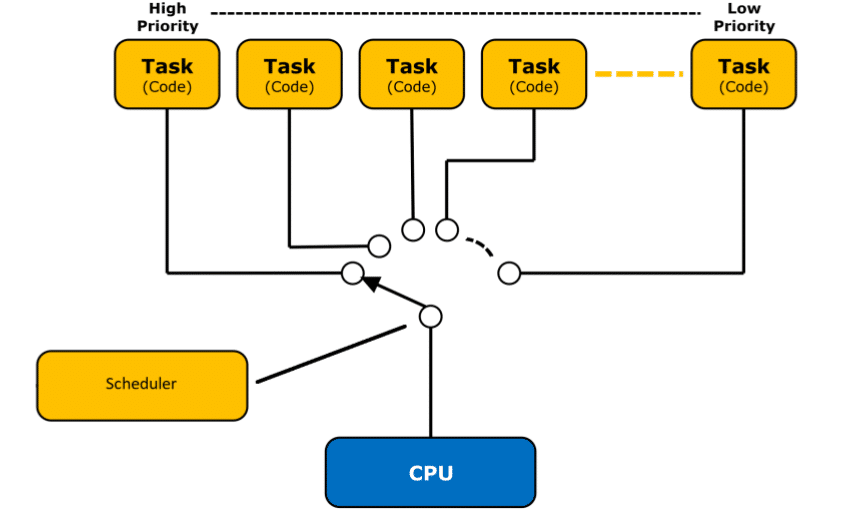 High
Priority
Low
Priority
Task
(Code)
Task
(Code)
Task
(Code)
Task
(Code)
Task
(Code)
Scheduler
CPU